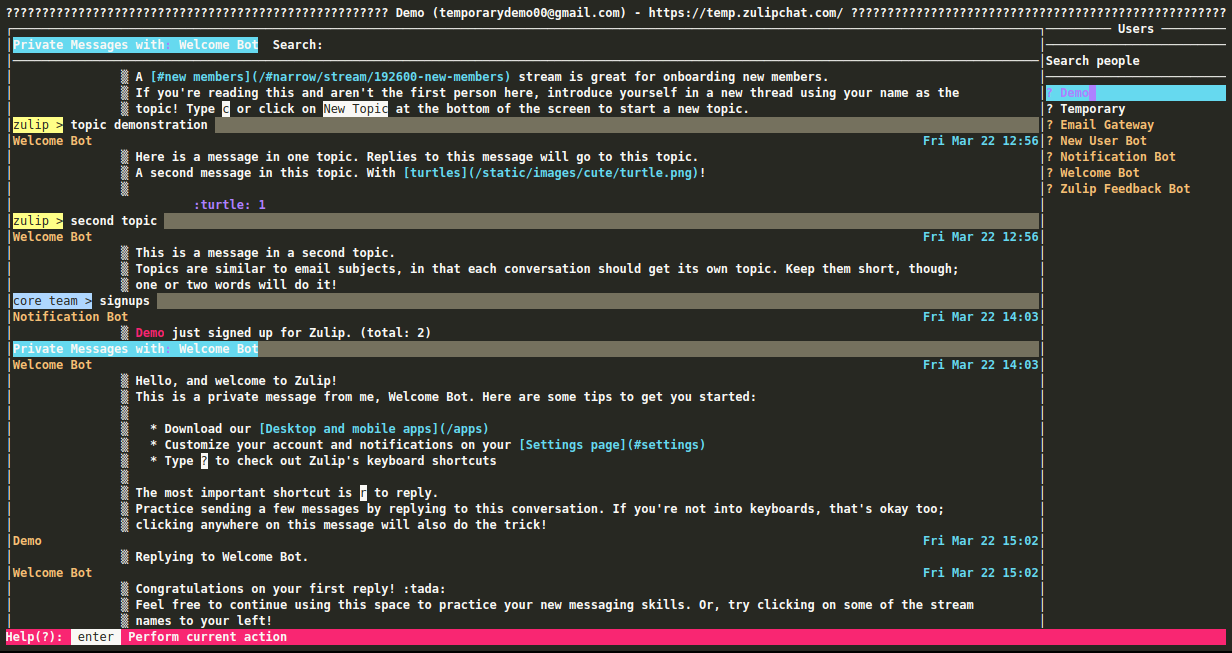 ????????????????????????????????????????????????????? Demo (temporarydemo00@gmail.com) - https://temp.zulipchat.com/ ????????????????????????????????????????????????????
Users
Private Messages with: Welcome Bot  Search:
Search people
A [#new members](/#narrow/stream/192600-new-members) stream is great for onboarding new members.
If you're reading this and aren't the first person here, introduce yourself in a new thread using your name as the
? Demo
topic! Type c or click on New Topic at the bottom of the screen to start a new topic.
? Temporary
zulip > topic demonstration
? Email Gateway
Welcome Bot Fri Mar 22 12:56
? New User Bot
Here is a message in one topic. Replies to this message will go to this topic.
? Notification Bot
A second message in this topic. With [turtles](/static/images/cute/turtle.png)!
? Welcome Bot
? Zulip Feedback Bot
:turtle: 1
zulip > second topic
Welcome Bot Fri Mar 22 12:56
This is a message in a second topic.
Topics are similar to email subjects, in that each conversation should get its own topic. Keep them short, though;
one or two words will do it!
core team > signups
Notification Bot Fri Mar 22 14:03
Demo just signed up for Zulip. (total: 2)
Private Messages with: Welcome Bot
Welcome Bot Fri Mar 22 14:03
Hello, and welcome to Zulip!
This is a private message from me, Welcome Bot. Here are some tips to get you started:
* Download our [Desktop and mobile apps](/apps)
* Customize your account and notifications on your [Settings page](#settings)
* Type ? to check out Zulip's keyboard shortcuts
The most important shortcut is r to reply.
Practice sending a few messages by replying to this conversation. If you're not into keyboards, that's okay too;
clicking anywhere on this message will also do the trick!
Demo Fri Mar 22 15:02
Replying to Welcome Bot.
Welcome Bot Fri Mar 22 15:02
Congratulations on your first reply! :tada:
Feel free to continue using this space to practice your new messaging skills. Or, try clicking on some of the stream
names to your left!
Help(?): enter Perform current action